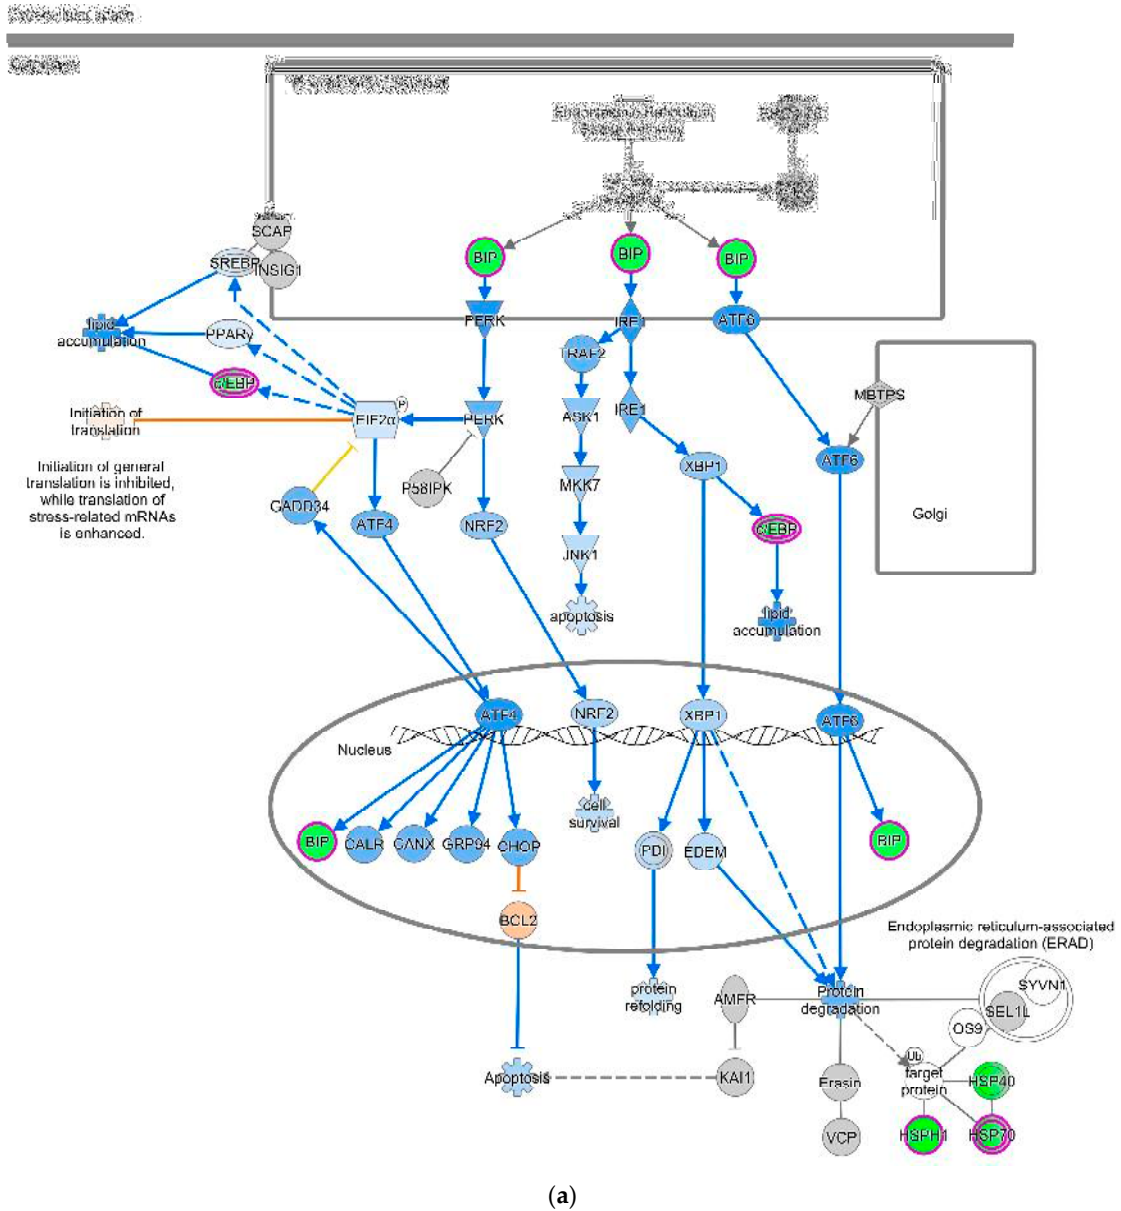 SCAP
SREBP
INSIG1
BIP
BIP
BIP
lipid
accumulation
PPARγ
PERK
IRE1
ATF6
TRAF2
MBTPS
c/EBP
Initiation of
translation
EIF2α
P
PERK
ASK1
IRE1
Initiation of general
translation is inhibited,
while translation of
stress-related mRNAs
is enhanced.
P58IPK
XBP1
ATF6
MKK7
GADD34
ATF4
NRF2
c/EBP
Golgi
JNK1
apoptosis
lipid
accumulation
ATF4
NRF2
XBP1
ATF6
Nucleus
cell
survival
BIP
CALR
CANX
GRP94
CHOP
PDI
EDEM
BIP
BCL2
Endoplasmic reticulum-associated
protein degradation (ERAD)
protein
refolding
AMFR
Protein
degradation
SYVN1
SEL1L
OS9
Ub
target
protein
Apoptosis
KAI1
Erasin
HSP40
VCP
HSPH1
HSP70
(a)